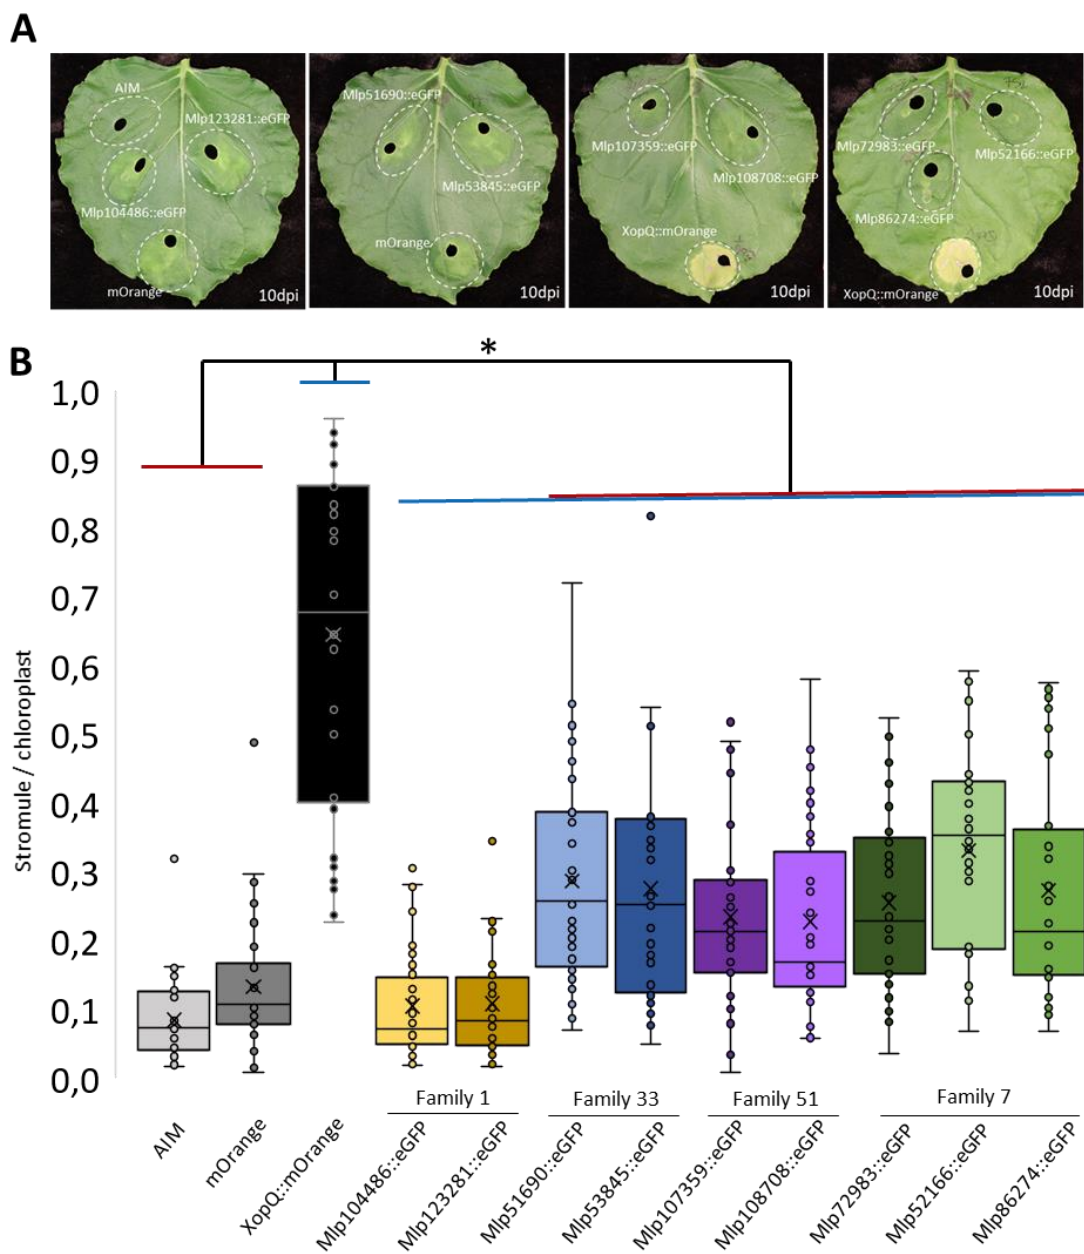 A
AIM
Mlp123281::eGFP
Mlp104486::eGFP
mOrange
10dpi
Mlp51690::eGFP
Mlp53845::eGFP
mOrange
10dpi
Mlp107359::eGFP
Mlp108708::eGFP
XopQ::mOrange
10dpi
Mlp72983::eGFP
Mlp52166::eGFP
Mlp86274::eGFP
XopQ::mOrange
10dpi
B
*
Stromule / chloroplast
1,0
0,9
0,8
0,7
0,6
0,5
0,4
0,3
0,2
0,1
0,0
Family 1
Family 33
Family 51
Family 7
AIM
mOrange
XopQ::mOrange
Mlp104486::eGFP
Mlp123281::eGFP
Mlp51690::eGFP
Mlp53845::eGFP
Mlp107359::eGFP
Mlp108708::eGFP
Mlp72983::eGFP
Mlp52166::eGFP
Mlp86274::eGFP